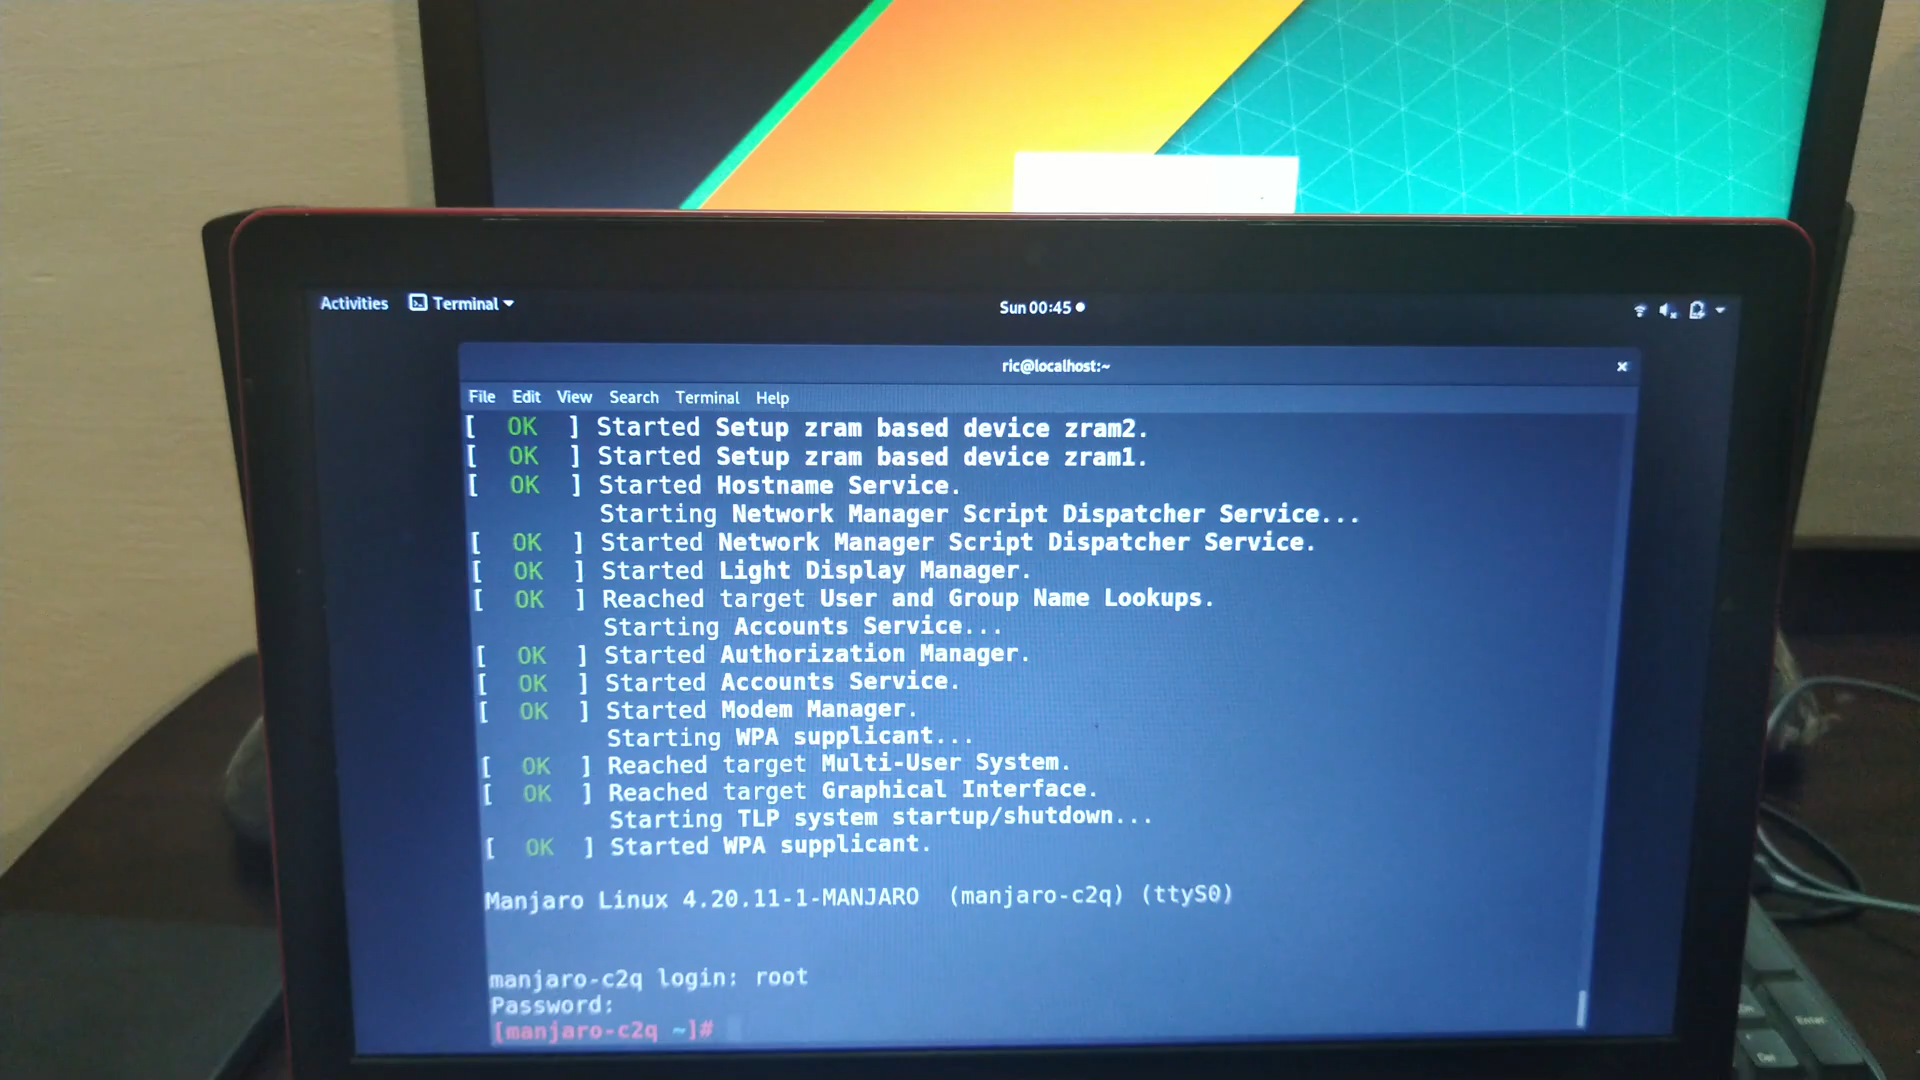 Activities Terminal Sun 00:45
ric@localhost:~ ×
File Edit View Search Terminal Help
[ OK ] Started Setup zram based device zram2.
[ OK ] Started Setup zram based device zram1.
[ OK ] Started Hostname Service.
Starting Network Manager Script Dispatcher Service...
[ OK ] Started Network Manager Script Dispatcher Service.
[ OK ] Started Light Display Manager.
[ OK ] Reached target User and Group Name Lookups.
Starting Accounts Service...
[ OK ] Started Authorization Manager.
[ OK ] Started Accounts Service.
[ OK ] Started Modem Manager.
Starting WPA supplicant...
[ OK ] Reached target Multi-User System.
[ OK ] Reached target Graphical Interface.
Starting TLP system startup/shutdown...
[ OK ] Started WPA supplicant.
Manjaro Linux 4.20.11-1-MANJARO (manjaro-c2q) (ttyS0)
manjaro-c2q login: root
Password:
[manjaro-c2q ~]#
Enter
Del